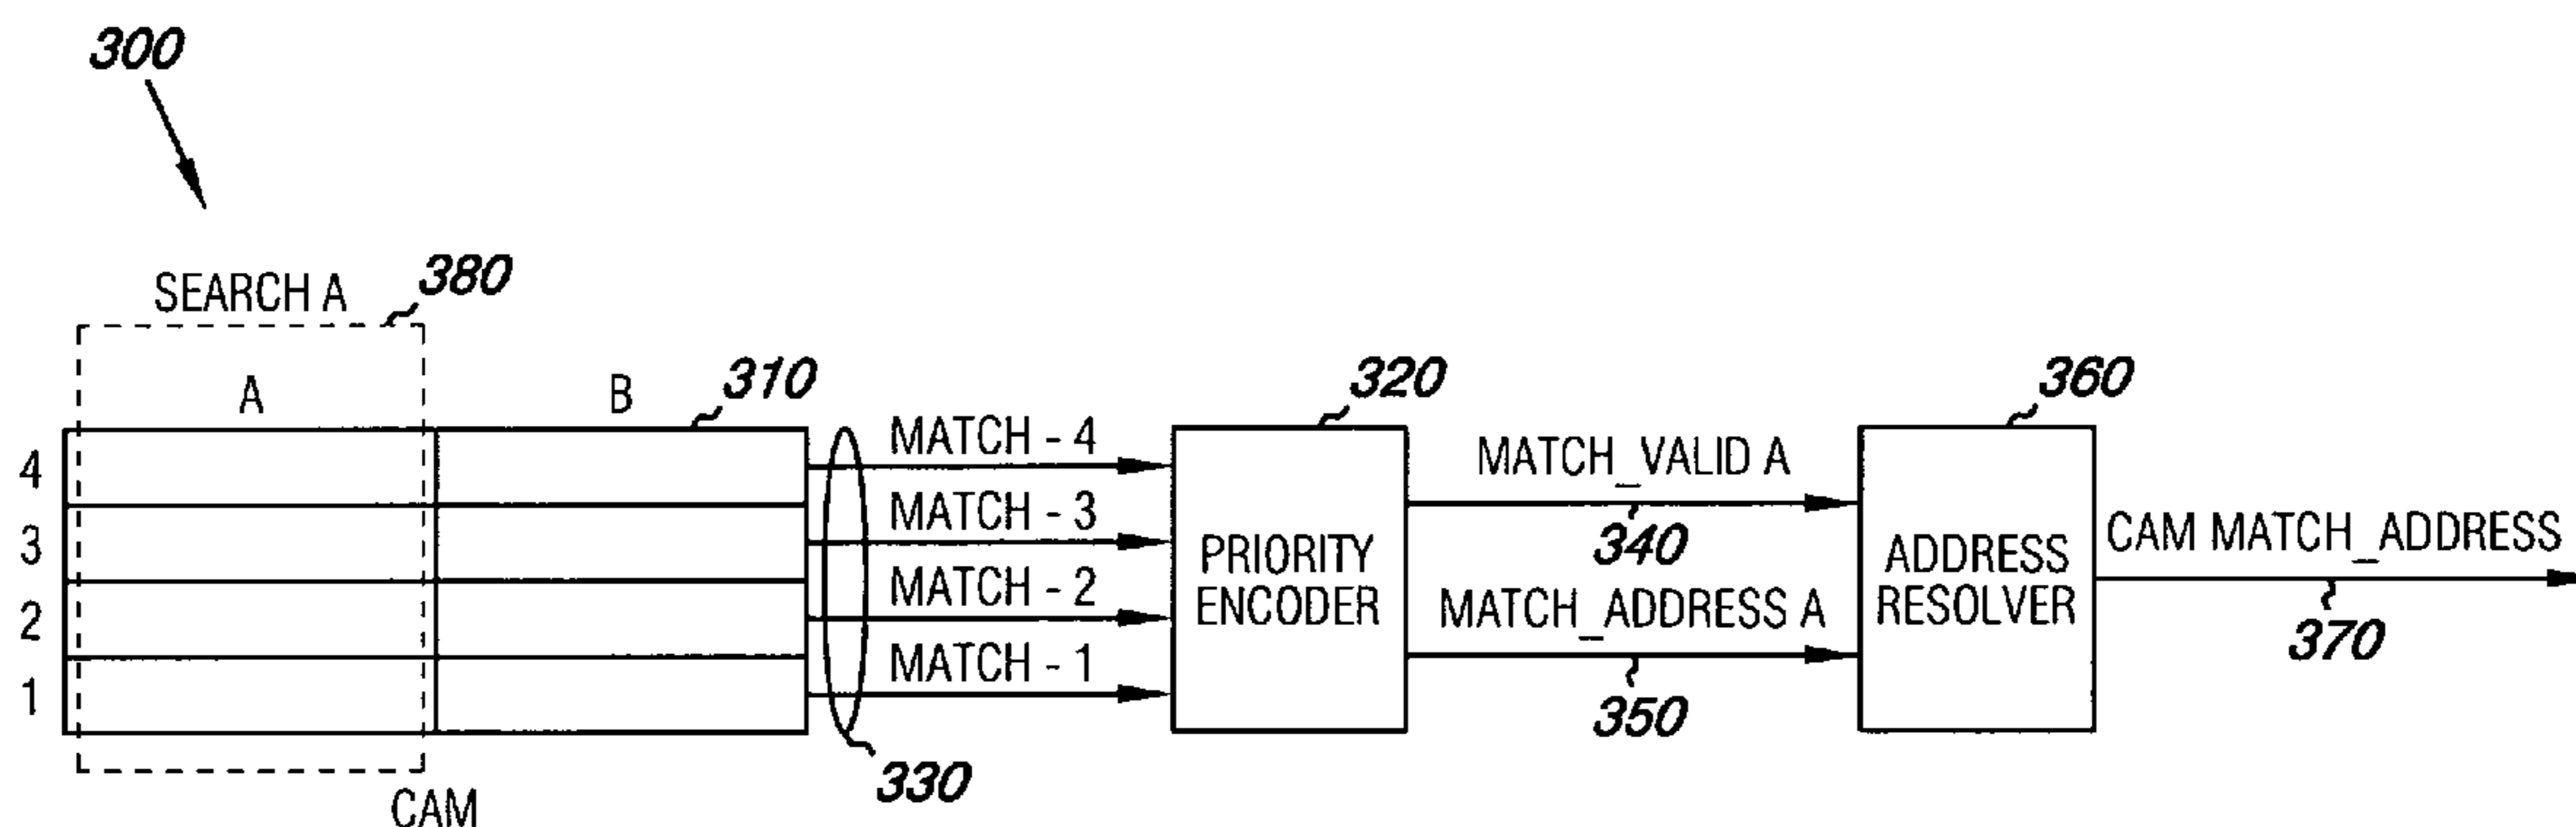 300
SEARCH A
380
A
B
310
320
360
4
3
2
1
MATCH - 4
MATCH - 3
MATCH - 2
MATCH - 1
330
PRIORITY
ENCODER
MATCH_VALID A
340
MATCH_ADDRESS A
350
ADDRESS
RESOLVER
CAM MATCH_ADDRESS
370
CAM